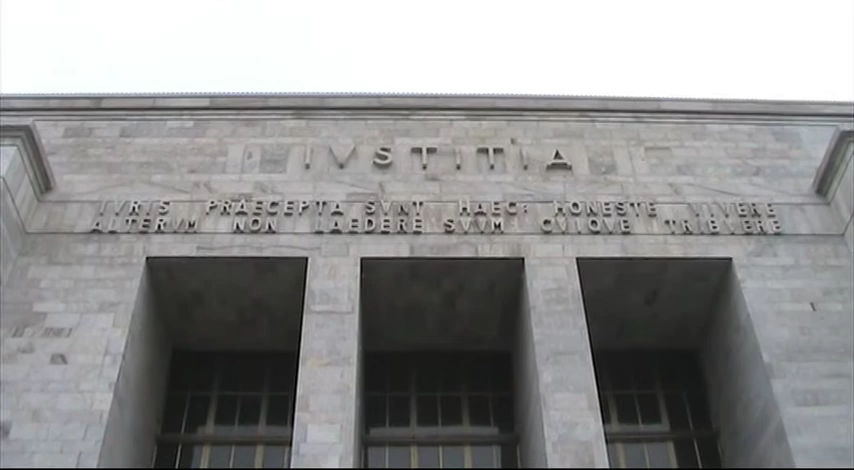 IVSTITIA
IVRIS PRAECEPTA SVNT HAEC: HONESTE VIVERE
ALTERVM NON LAEDERE SVVM CVIQVE TRIBVERE